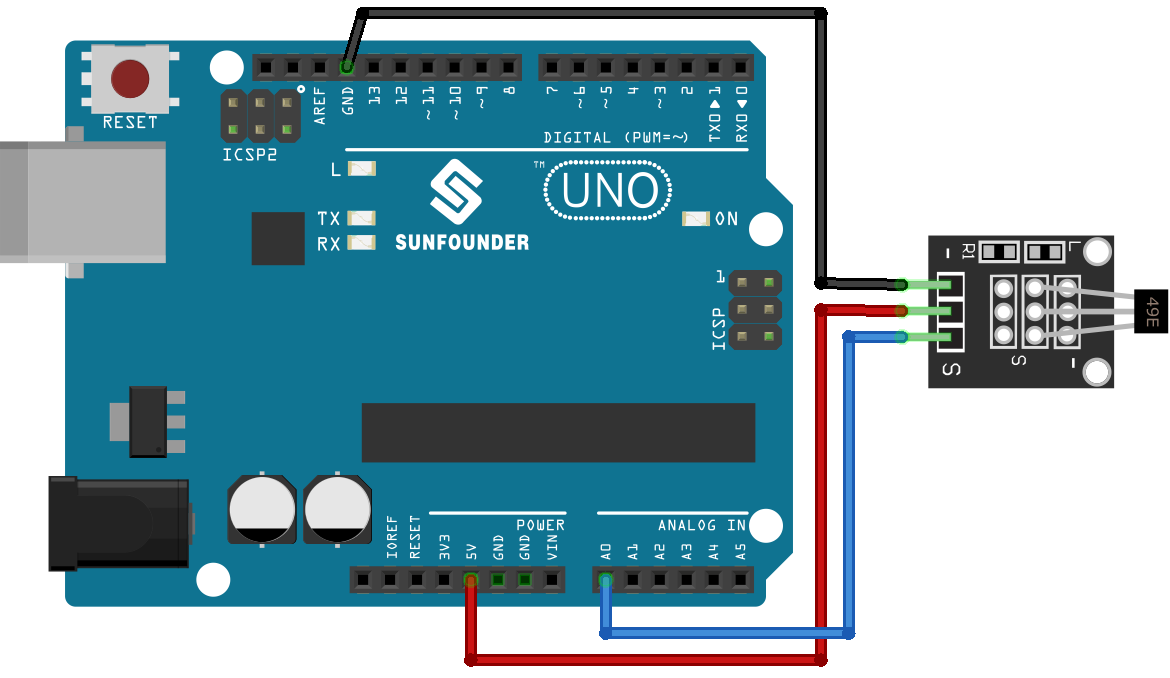 RESET
ICSP2
AREF
GND
13
12
~11
~10
~9
8
7
~6
~5
4
~3
2
TXD▶1
RXD◀0
DIGITAL (PWM=~)
L
TX
RX
SUNFOUNDER
™
UNO
ON
1
ICSP
POWER
ANALOG IN
IOREF
RESET
3V3
5V
GND
GND
VIN
A0
A1
A2
A3
A4
A5
-
R1
L
S
S
-
49E